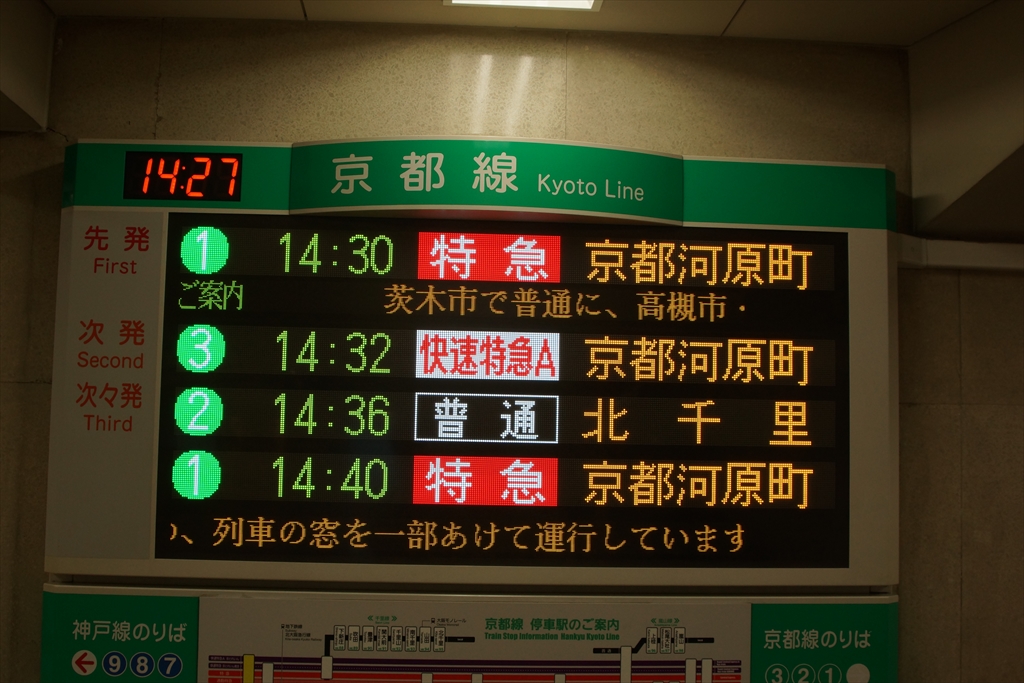 14:27
京都線 Kyoto Line
先発 First
1 14:30 特急 京都河原町
ご案内 茨木市で普通に、高槻市・
次発 Second
3 14:32 快速特急A 京都河原町
次々発 Third
2 14:36 普通 北千里
1 14:40 特急 京都河原町
、列車の窓を一部あけて運行しています
神戸線のりば
9 8 7
京都線 停車駅のご案内
Train Stop Information Hankyu Kyoto Line
京都線のりば
3 2 1